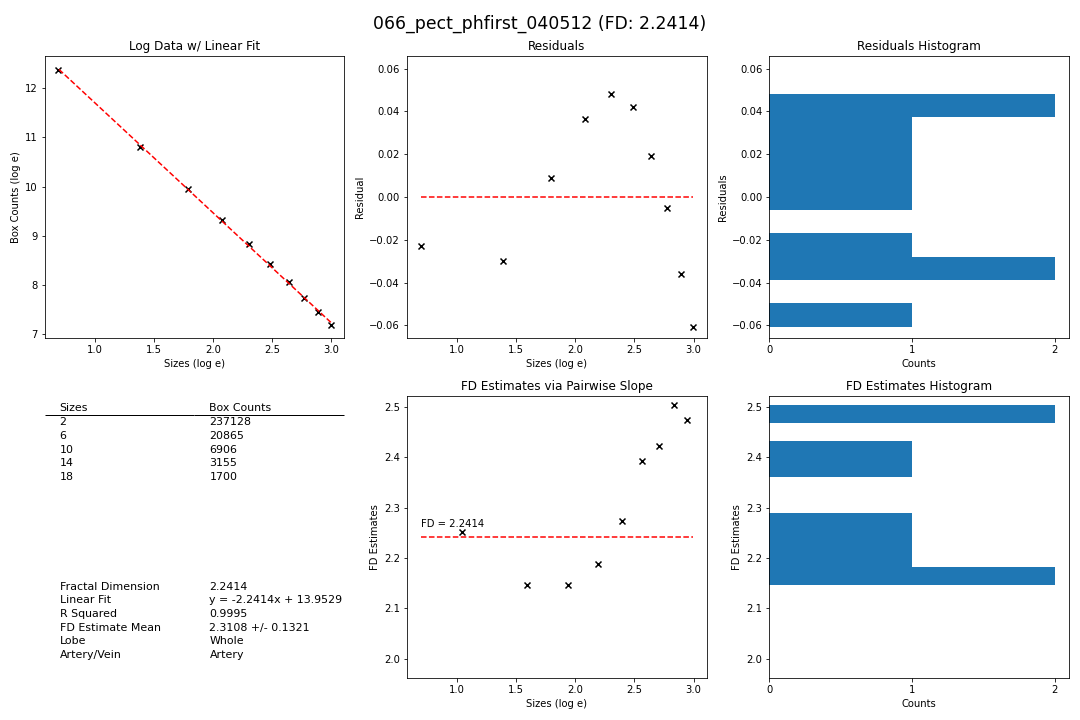 066_pect_phfirst_040512 (FD: 2.2414)
Log Data w/ Linear Fit
Box Counts (log e)
12
11
10
9
8
7
1.0 1.5 2.0 2.5 3.0
Sizes (log e)
Residuals
Residual
0.06
0.04
0.02
0.00
−0.02
−0.04
−0.06
1.0 1.5 2.0 2.5 3.0
Sizes (log e)
Residuals Histogram
Residuals
0.06
0.04
0.02
0.00
−0.02
−0.04
−0.06
0 1 2
Counts
Sizes Box Counts
2 237128
6 20865
10 6906
14 3155
18 1700
Fractal Dimension 2.2414
Linear Fit y = -2.2414x + 13.9529
R Squared 0.9995
FD Estimate Mean 2.3108 +/- 0.1321
Lobe Whole
Artery/Vein Artery
FD Estimates via Pairwise Slope
FD Estimates
2.5
2.4
2.3
2.2
2.1
2.0
FD = 2.2414
1.0 1.5 2.0 2.5 3.0
Sizes (log e)
FD Estimates Histogram
FD Estimates
2.5
2.4
2.3
2.2
2.1
2.0
0 1 2
Counts